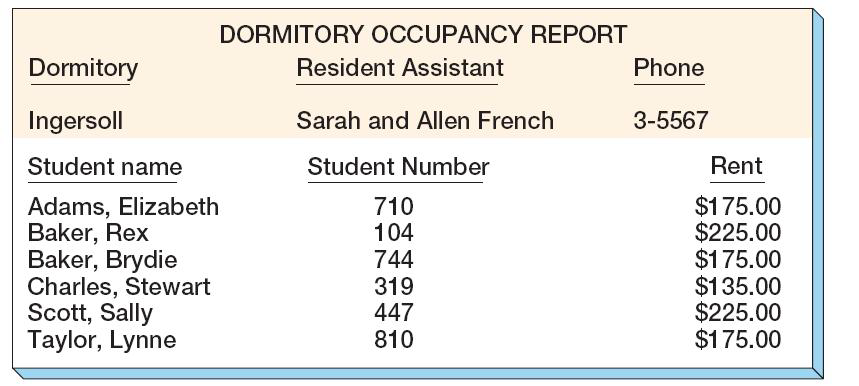 DORMITORY OCCUPANCY REPORT
Dormitory Resident Assistant Phone
Ingersoll Sarah and Allen French 3-5567
Student name Student Number Rent
Adams, Elizabeth 710 $175.00
Baker, Rex 104 $225.00
Baker, Brydie 744 $175.00
Charles, Stewart 319 $135.00
Scott, Sally 447 $225.00
Taylor, Lynne 810 $175.00